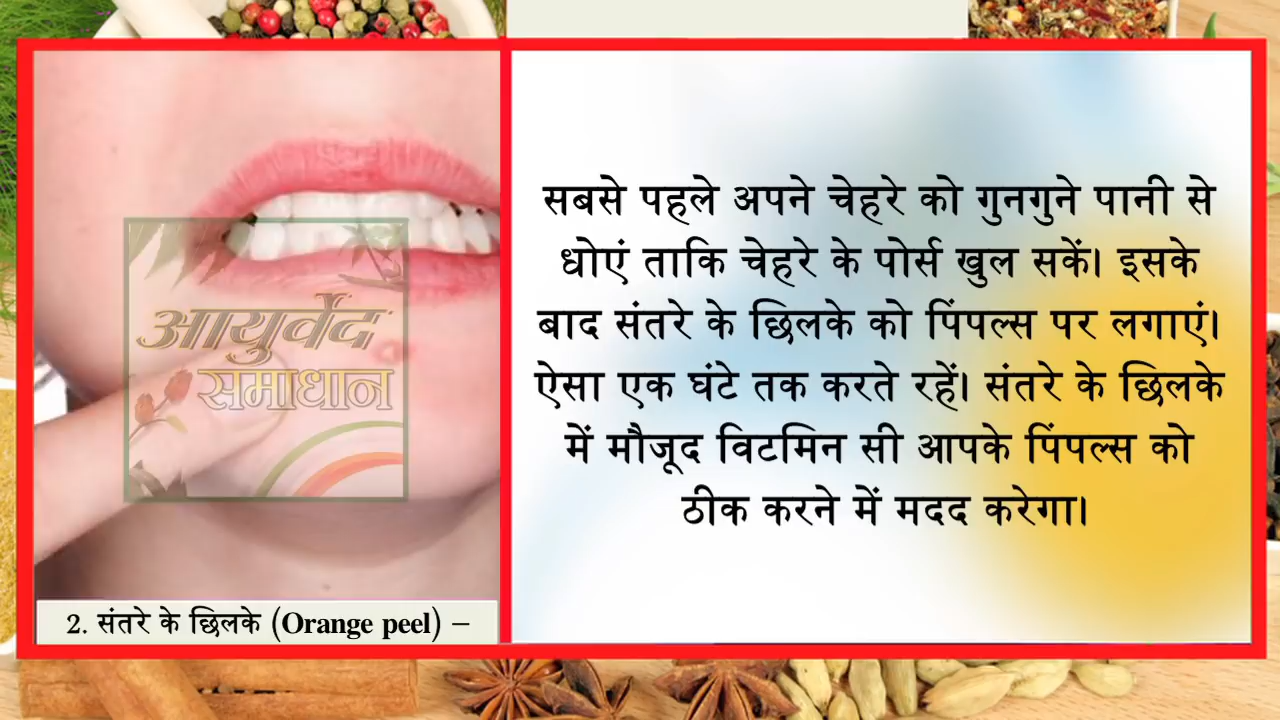 आयुर्वेद
समाधान
2. संतरे के छिलके (Orange peel) –
सबसे पहले अपने चेहरे को गुनगुने पानी से
धोएं ताकि चेहरे के पोर्स खुल सकें। इसके
बाद संतरे के छिलके को पिंपल्स पर लगाएं।
ऐसा एक घंटे तक करते रहें। संतरे के छिलके
में मौजूद विटमिन सी आपके पिंपल्स को
ठीक करने में मदद करेगा।